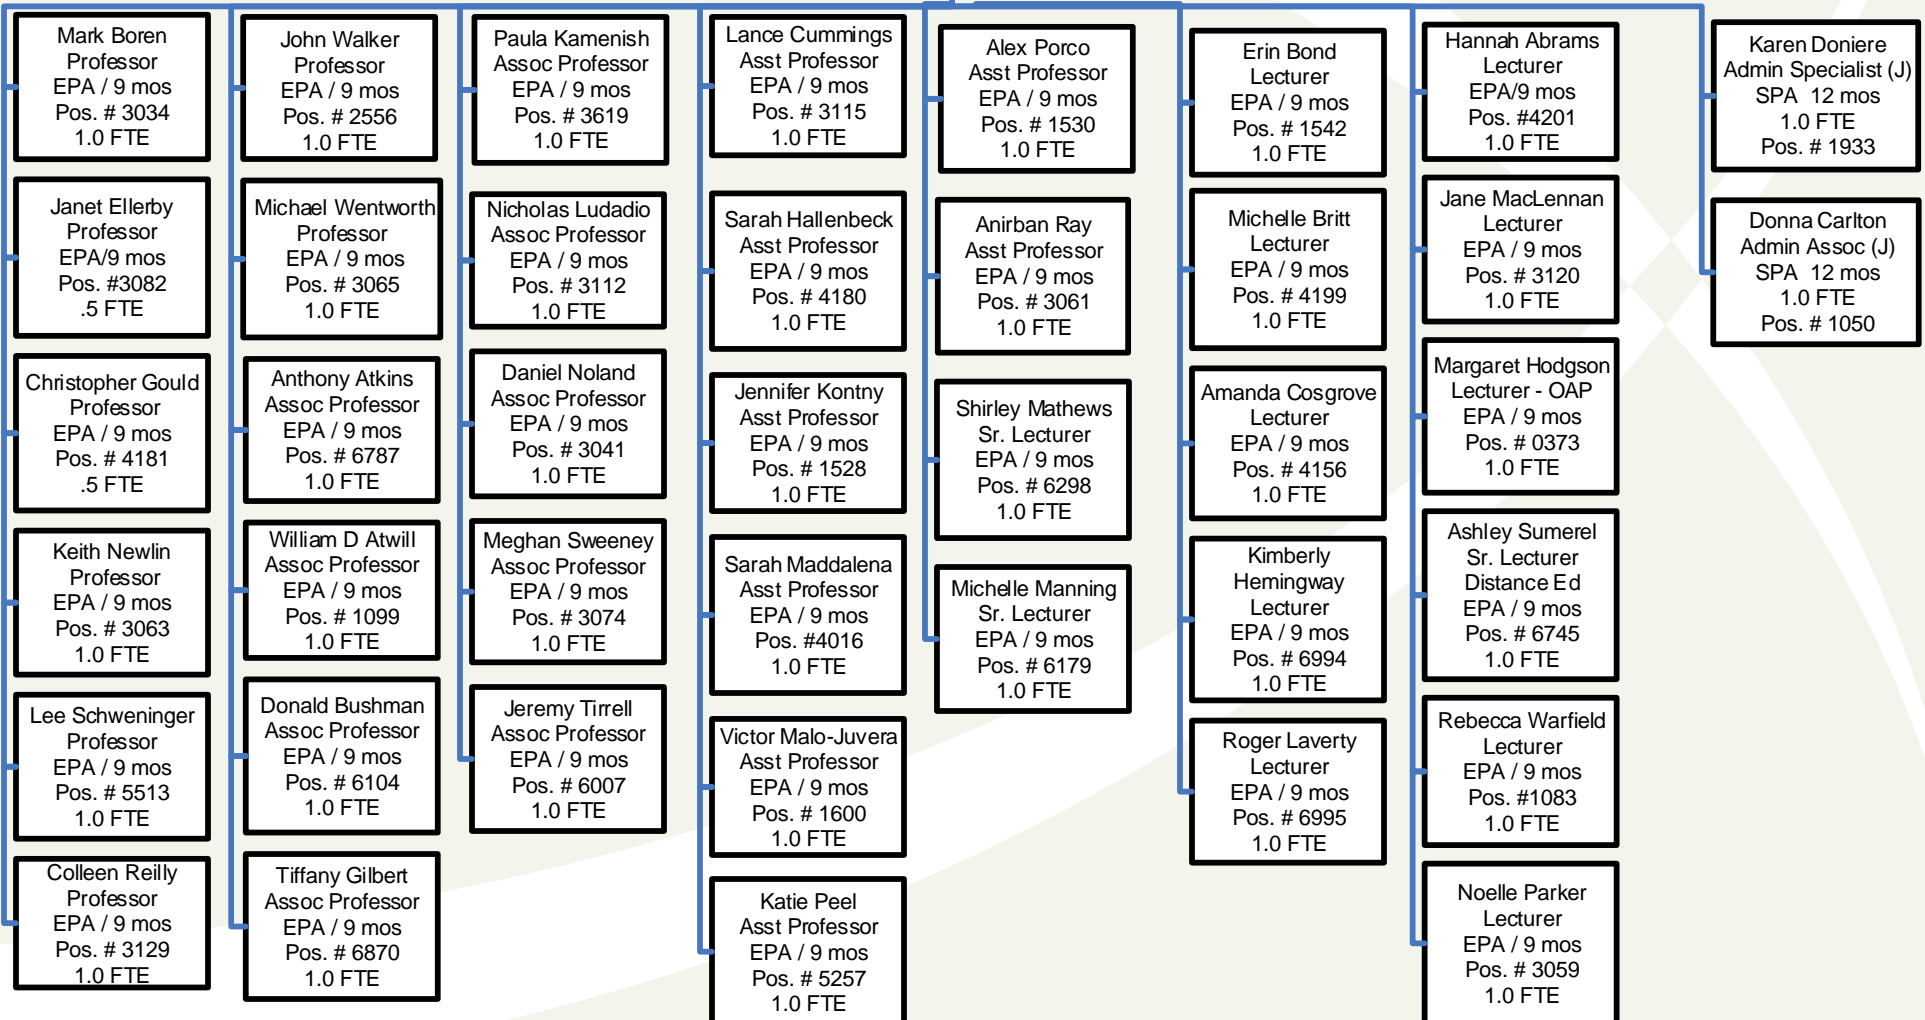 Mark Boren
Professor
EPA / 9 mos
Pos. # 3034
1.0 FTE
Janet Ellerby
Professor
EPA/9 mos
Pos. #3082
.5 FTE
Christopher Gould
Professor
EPA / 9 mos
Pos. # 4181
.5 FTE
Keith Newlin
Professor
EPA / 9 mos
Pos. # 3063
1.0 FTE
Lee Schweninger
Professor
EPA / 9 mos
Pos. # 5513
1.0 FTE
Colleen Reilly
Professor
EPA / 9 mos
Pos. # 3129
1.0 FTE
John Walker
Professor
EPA / 9 mos
Pos. # 2556
1.0 FTE
Michael Wentworth
Professor
EPA / 9 mos
Pos. # 3065
1.0 FTE
Anthony Atkins
Assoc Professor
EPA / 9 mos
Pos. # 6787
1.0 FTE
William D Atwill
Assoc Professor
EPA / 9 mos
Pos. # 1099
1.0 FTE
Donald Bushman
Assoc Professor
EPA / 9 mos
Pos. # 6104
1.0 FTE
Tiffany Gilbert
Assoc Professor
EPA / 9 mos
Pos. # 6870
1.0 FTE
Paula Kamenish
Assoc Professor
EPA / 9 mos
Pos. # 3619
1.0 FTE
Nicholas Ludadio
Assoc Professor
EPA / 9 mos
Pos. # 3112
1.0 FTE
Daniel Noland
Assoc Professor
EPA / 9 mos
Pos. # 3041
1.0 FTE
Meghan Sweeney
Assoc Professor
EPA / 9 mos
Pos. # 3074
1.0 FTE
Jeremy Tirrell
Assoc Professor
EPA / 9 mos
Pos. # 6007
1.0 FTE
Lance Cummings
Asst Professor
EPA / 9 mos
Pos. # 3115
1.0 FTE
Sarah Hallenbeck
Asst Professor
EPA / 9 mos
Pos. # 4180
1.0 FTE
Jennifer Kontny
Asst Professor
EPA / 9 mos
Pos. # 1528
1.0 FTE
Sarah Maddalena
Asst Professor
EPA / 9 mos
Pos. #4016
1.0 FTE
Victor Malo-Juvera
Asst Professor
EPA / 9 mos
Pos. # 1600
1.0 FTE
Katie Peel
Asst Professor
EPA / 9 mos
Pos. # 5257
1.0 FTE
Alex Porco
Asst Professor
EPA / 9 mos
Pos. # 1530
1.0 FTE
Anirban Ray
Asst Professor
EPA / 9 mos
Pos. # 3061
1.0 FTE
Shirley Mathews
Sr. Lecturer
EPA / 9 mos
Pos. # 6298
1.0 FTE
Michelle Manning
Sr. Lecturer
EPA / 9 mos
Pos. # 6179
1.0 FTE
Erin Bond
Lecturer
EPA / 9 mos
Pos. # 1542
1.0 FTE
Michelle Britt
Lecturer
EPA / 9 mos
Pos. # 4199
1.0 FTE
Amanda Cosgrove
Lecturer
EPA / 9 mos
Pos. # 4156
1.0 FTE
Kimberly
Hemingway
Lecturer
EPA / 9 mos
Pos. # 6994
1.0 FTE
Roger Laverty
Lecturer
EPA / 9 mos
Pos. # 6995
1.0 FTE
Hannah Abrams
Lecturer
EPA/9 mos
Pos. #4201
1.0 FTE
Jane MacLennan
Lecturer
EPA / 9 mos
Pos. # 3120
1.0 FTE
Margaret Hodgson
Lecturer - OAP
EPA / 9 mos
Pos. # 0373
1.0 FTE
Ashley Sumerel
Sr. Lecturer
Distance Ed
EPA / 9 mos
Pos. # 6745
1.0 FTE
Rebecca Warfield
Lecturer
EPA / 9 mos
Pos. #1083
1.0 FTE
Noelle Parker
Lecturer
EPA / 9 mos
Pos. # 3059
1.0 FTE
Karen Doniere
Admin Specialist (J)
SPA 12 mos
1.0 FTE
Pos. # 1933
Donna Carlton
Admin Assoc (J)
SPA 12 mos
1.0 FTE
Pos. # 1050